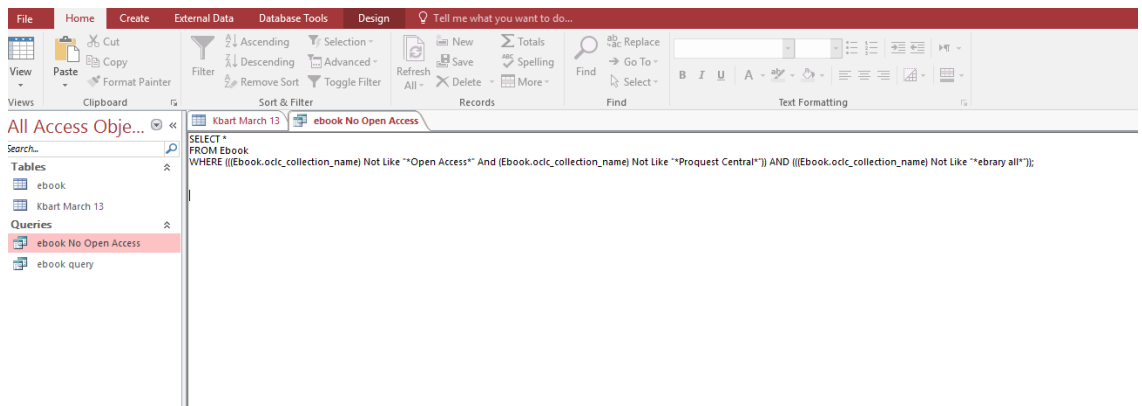 File Home Create External Data Database Tools Design Tell me what you want to do...
View
Views
Paste
Cut
Copy
Format Painter
Clipboard
Filter
Ascending
Descending
Remove Sort
Selection
Advanced
Toggle Filter
Sort & Filter
Refresh
All
New
Save
Delete
Totals
Spelling
More
Records
Find
Replace
Go To
Select
Find
B I U A
Text Formatting
All Access Obje... «
Search...
Tables
ebook
Kbart March 13
Queries
ebook No Open Access
ebook query
Kbart March 13 ebook No Open Access
SELECT *
FROM Ebook
WHERE (((Ebook.oclc_collection_name) Not Like "*Open Access*" And (Ebook.oclc_collection_name) Not Like "*Proquest Central*")) AND (((Ebook.oclc_collection_name) Not Like "*ebrary all*"));